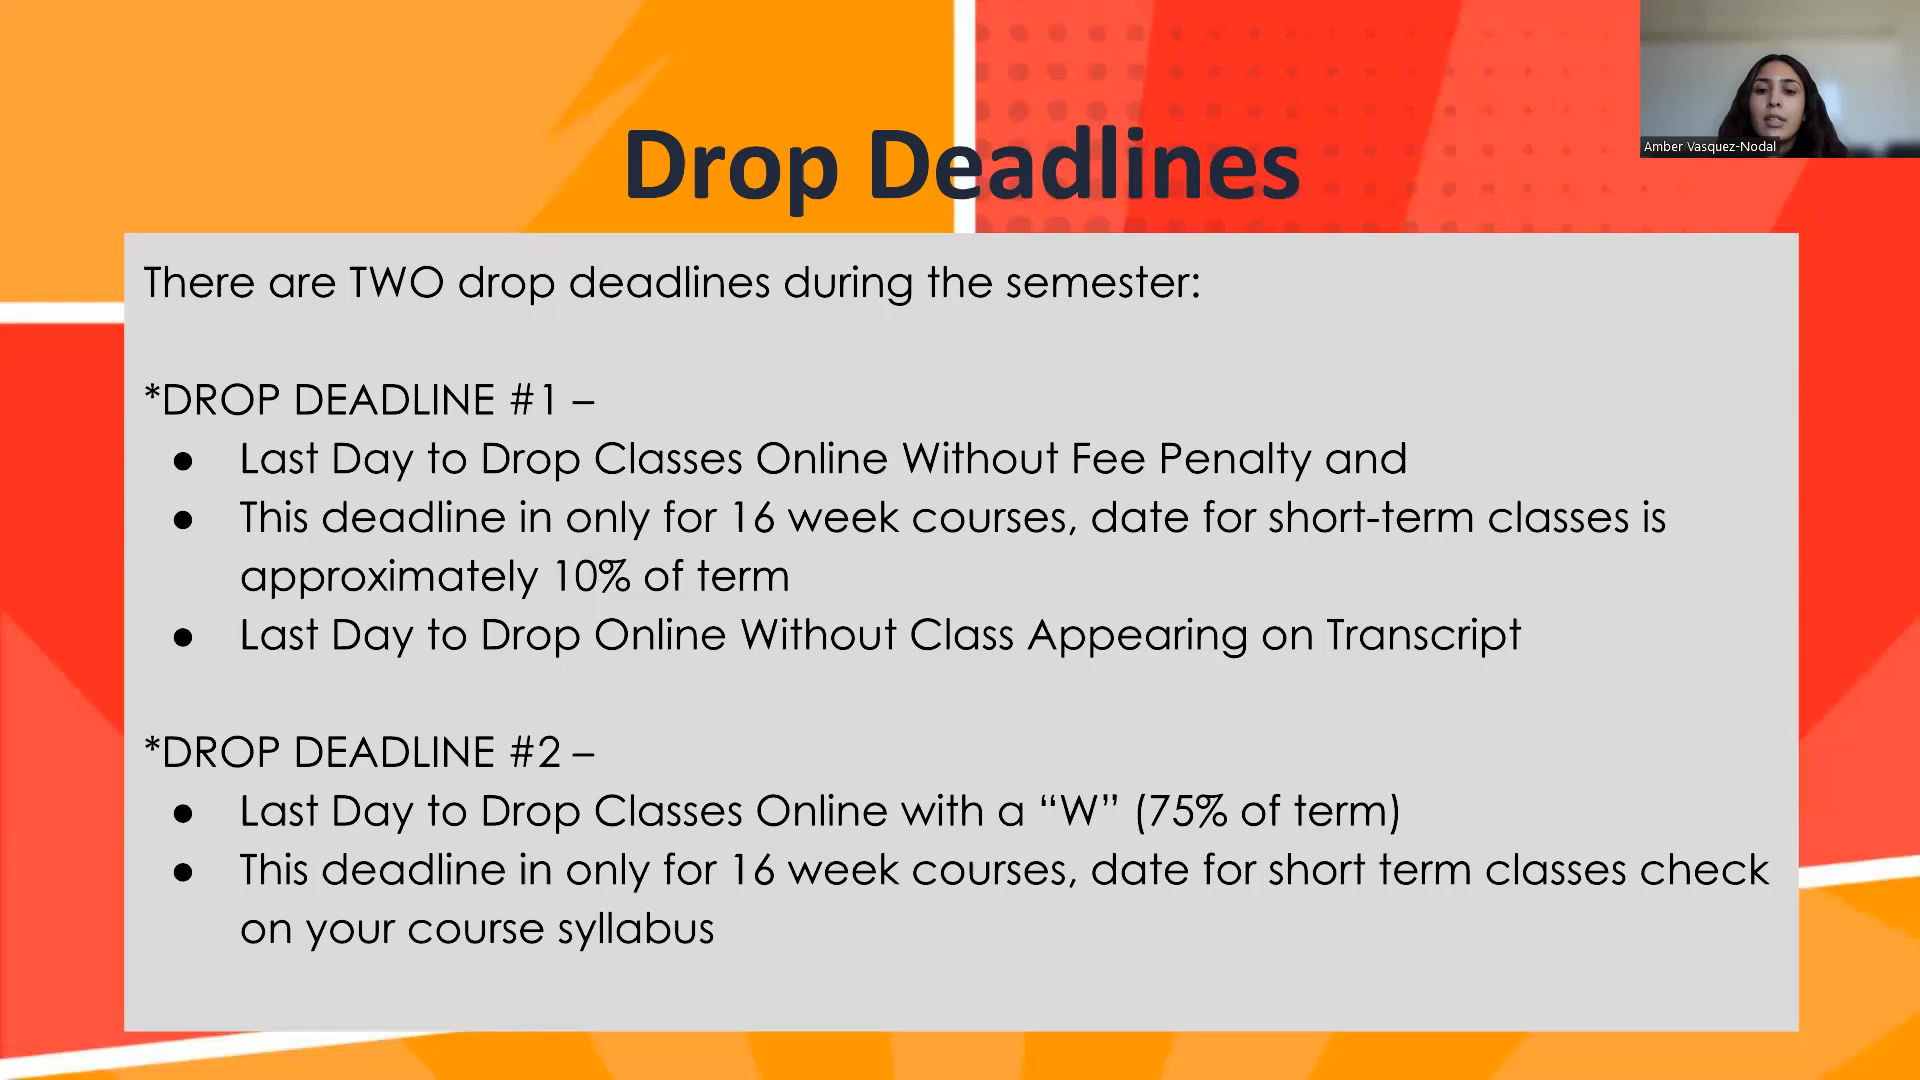 Drop Deadlines
Amber Vasquez-Nodal
There are TWO drop deadlines during the semester:
*DROP DEADLINE #1 –
● Last Day to Drop Classes Online Without Fee Penalty and
● This deadline in only for 16 week courses, date for short-term classes is
approximately 10% of term
● Last Day to Drop Online Without Class Appearing on Transcript
*DROP DEADLINE #2 –
● Last Day to Drop Classes Online with a “W” (75% of term)
● This deadline in only for 16 week courses, date for short term classes check
on your course syllabus